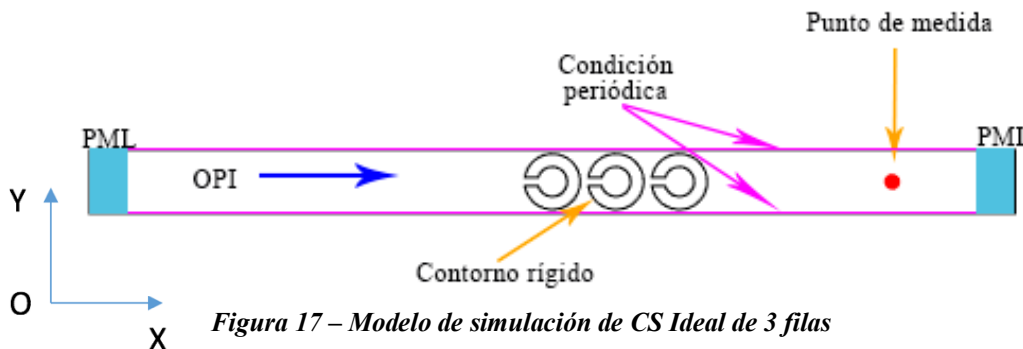 Punto de medida
Condición
periódica
PML
PML
OPI
Y
Contorno rígido
O
X
Figura 17 – Modelo de simulación de CS Ideal de 3 filas